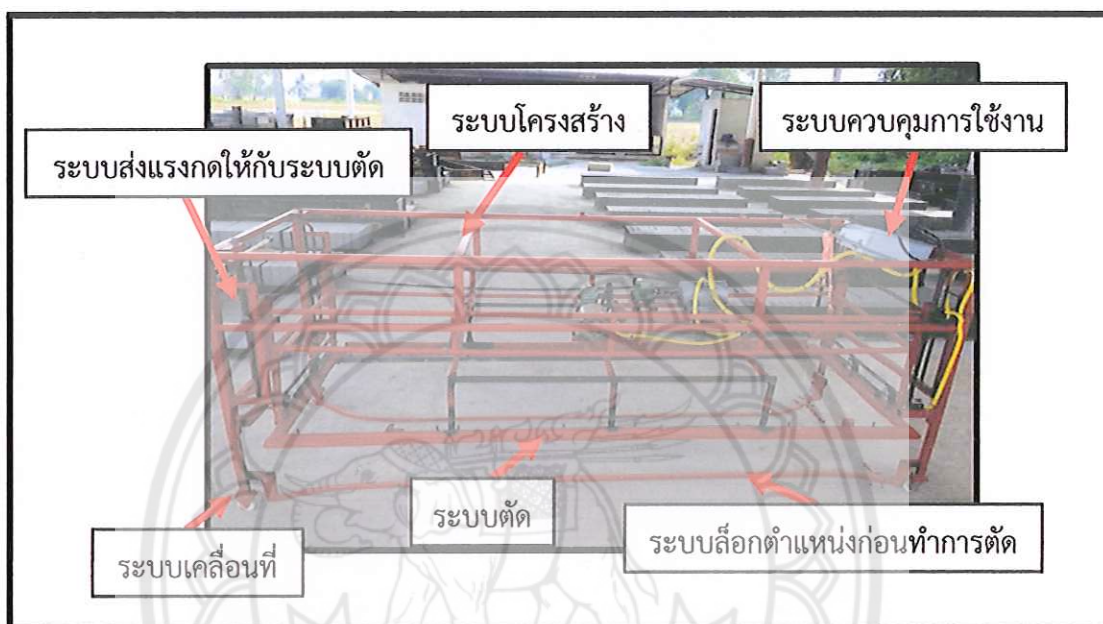 ระบบโครงสร้าง
ระบบควบคุมการใช้งาน
ระบบส่งแรงกดให้กับระบบตัด
ระบบตัด
ระบบล็อกตำแหน่งก่อนทำการตัด
ระบบเคลื่อนที่